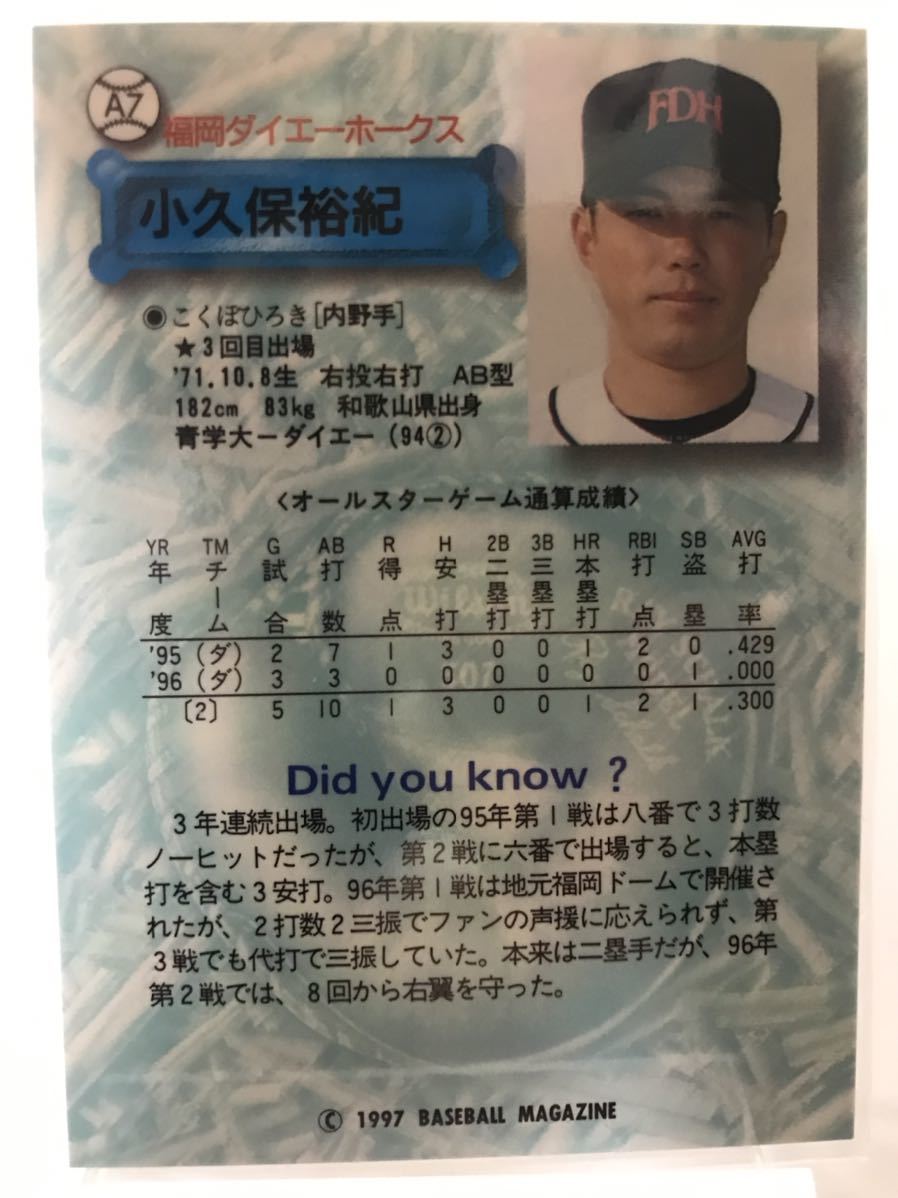 A7
福岡ダイエーホークス
FDH
小久保裕紀
◉こくぼひろき[内野手]
★3回目出場
'71.10.8生 右投右打 AB型
182cm 83kg 和歌山県出身
青学大ーダイエー(94②)
〈オールスターゲーム通算成績〉
YR TM G AB R H 2B 3B HR RBI SB AVG
年度 チーム 試合 打数 得点 安打 二塁打 三塁打 本塁打 打点 盗塁 打率
'95 (ダ) 2 7 1 3 0 0 1 2 0 .429
'96 (ダ) 3 3 0 0 0 0 0 0 1 .000
〔2〕 5 10 1 3 0 0 1 2 1 .300
Did you know ?
3年連続出場。初出場の95年第1戦は八番で3打数
ノーヒットだったが、第2戦に六番で出場すると、本塁
打を含む3安打。96年第1戦は地元福岡ドームで開催さ
れたが、2打数2三振でファンの声援に応えられず、第
3戦でも代打で三振していた。本来は二塁手だが、96年
第2戦では、8回から右翼を守った。
© 1997 BASEBALL MAGAZINE